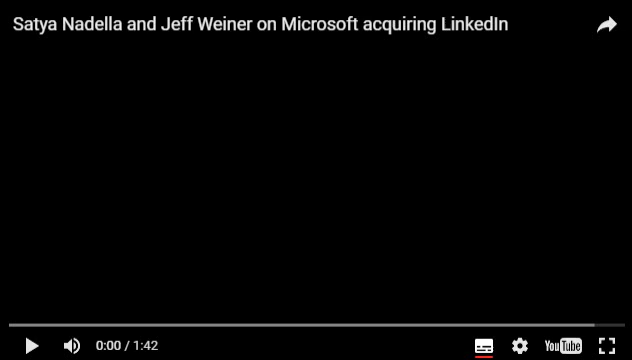 Satya Nadella and Jeff Weiner on Microsoft acquiring LinkedIn
0:00 / 1:42
YouTube